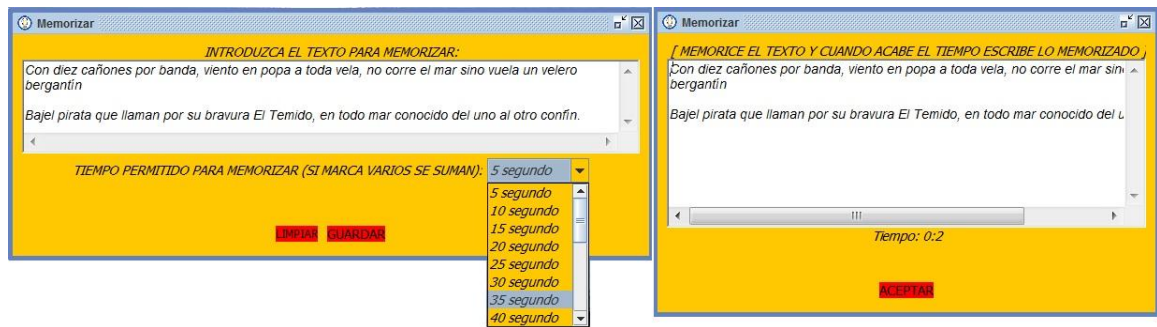 Memorizar
INTRODUZCA EL TEXTO PARA MEMORIZAR:
Con diez cañones por banda, viento en popa a toda vela, no corre el mar sino vuela un velero
bergantín
Bajel pirata que llaman por su bravura El Temido, en todo mar conocido del uno al otro confín.
TIEMPO PERMITIDO PARA MEMORIZAR (SI MARCA VARIOS SE SUMAN): 5 segundo
5 segundo
10 segundo
15 segundo
20 segundo
25 segundo
30 segundo
35 segundo
40 segundo
LIMPIAR GUARDAR
Memorizar
[ MEMORICE EL TEXTO Y CUANDO ACABE EL TIEMPO ESCRIBE LO MEMORIZADO ]
Con diez cañones por banda, viento en popa a toda vela, no corre el mar sin
bergantín
Bajel pirata que llaman por su bravura El Temido, en todo mar conocido del u
Tiempo: 0:2
ACEPTAR